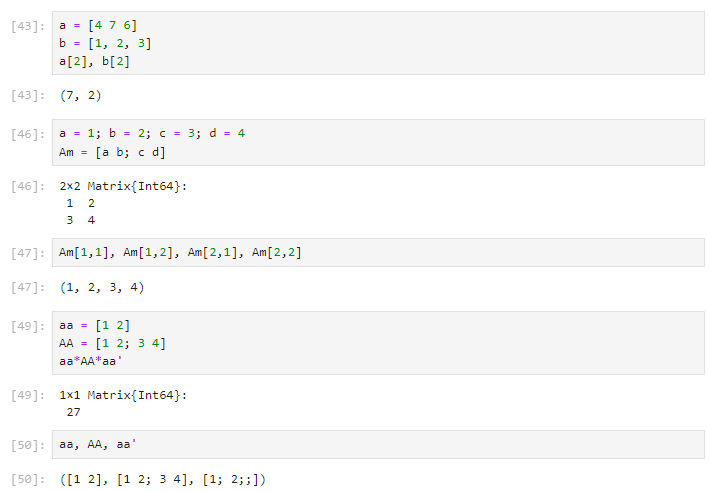 [43]: a = [4 7 6]
b = [1, 2, 3]
a[2], b[2]
[43]: (7, 2)
[46]: a = 1; b = 2; c = 3; d = 4
Am = [a b; c d]
[46]: 2×2 Matrix{Int64}:
1 2
3 4
[47]: Am[1,1], Am[1,2], Am[2,1], Am[2,2]
[47]: (1, 2, 3, 4)
[49]: aa = [1 2]
AA = [1 2; 3 4]
aa*AA*aa'
[49]: 1×1 Matrix{Int64}:
27
[50]: aa, AA, aa'
[50]: ([1 2], [1 2; 3 4], [1; 2;;])